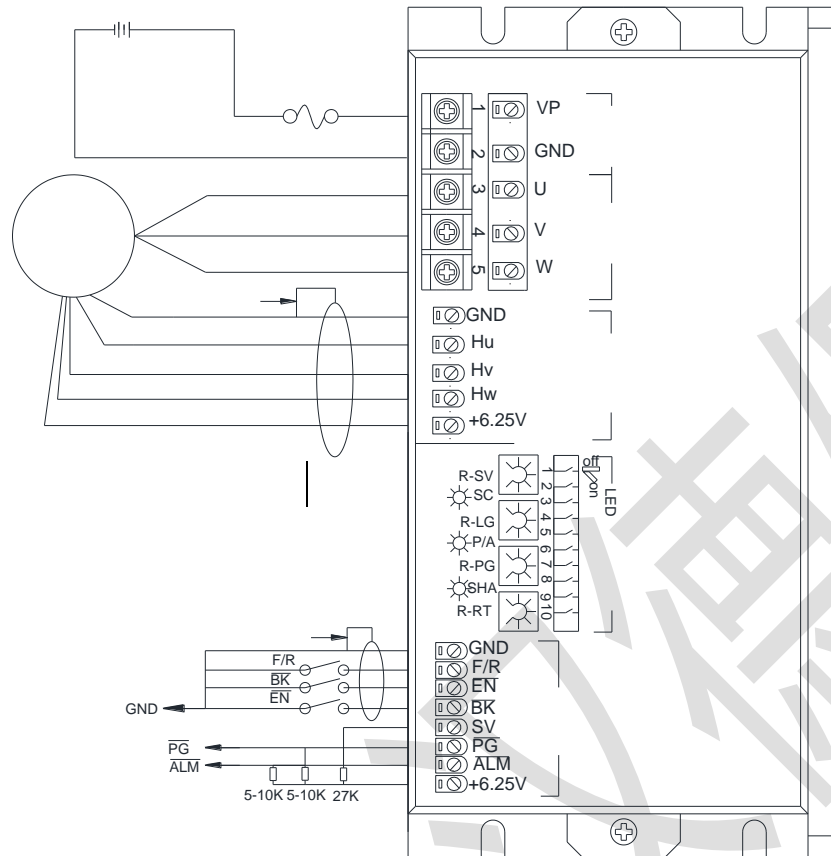 1 VP
2 GND
3 U
4 V
5 W
GND
Hu
Hv
Hw
+6.25V
R-SV
SC
R-LG
P/A
R-PG
SHA
R-RT
1
2
3
4
5
6
7
8
9
10
off
on
LED
GND
F/R
EN
BK
SV
PG
ALM
+6.25V
F/R
BK
EN
GND
PG
ALM
5-10K 5-10K 27K
汉德